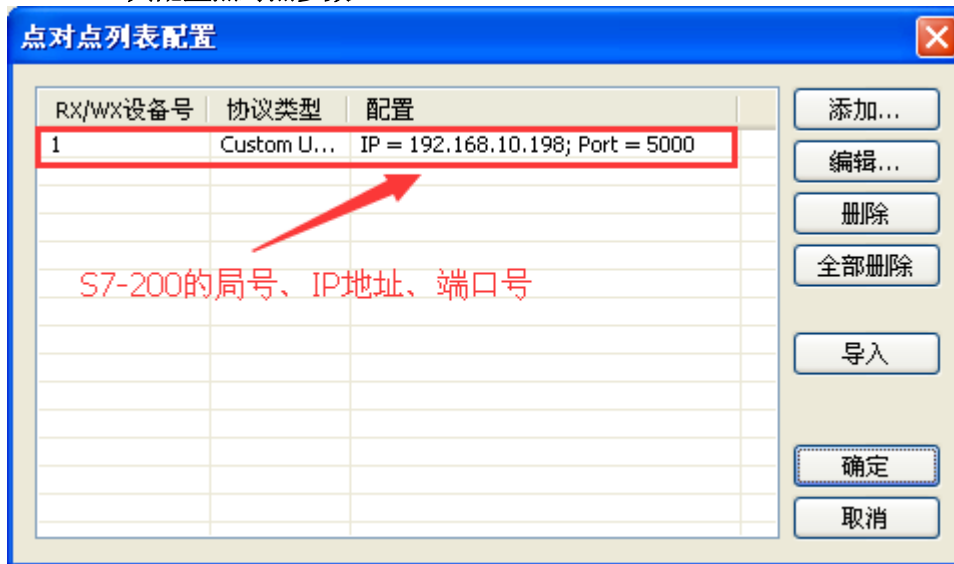 点对点列表配置
RX/WX设备号 协议类型 配置
1 Custom U... IP = 192.168.10.198; Port = 5000
S7-200的局号、IP地址、端口号
添加...
编辑...
删除
全部删除
导入
确定
取消